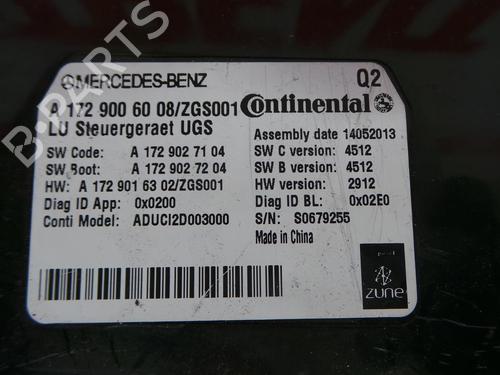 MERCEDES-BENZ Q2
A 172 900 60 08/ZGS001 Continental
LU Steuergeraet UGS Assembly date 14052013
SW Code: A 172 902 71 04 SW C version: 4512
SW Boot: A 172 902 72 04 SW B version: 4512
HW: A 172 901 63 02/ZGS001 HW version: 2912
Diag ID App: 0x0200 Diag ID BL: 0x02E0
Conti Model: ADUCI2D003000 S/N: S0679255
Made in China
zune
B-PARTS